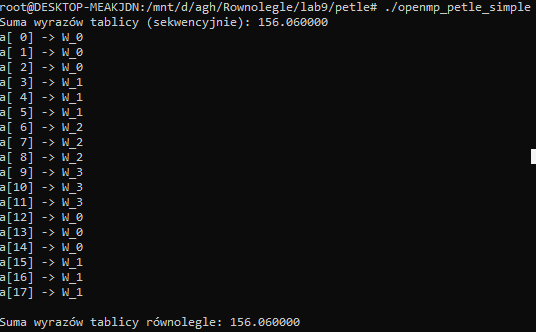 root@DESKTOP-MEAKJDN:/mnt/d/agh/Rownolegle/lab9/petle# ./openmp_petle_simple
Suma wyrazów tablicy (sekwencyjnie): 156.060000
a[ 0] -> W_0
a[ 1] -> W_0
a[ 2] -> W_0
a[ 3] -> W_1
a[ 4] -> W_1
a[ 5] -> W_1
a[ 6] -> W_2
a[ 7] -> W_2
a[ 8] -> W_2
a[ 9] -> W_3
a[10] -> W_3
a[11] -> W_3
a[12] -> W_0
a[13] -> W_0
a[14] -> W_0
a[15] -> W_1
a[16] -> W_1
a[17] -> W_1
Suma wyrazów tablicy równolegle: 156.060000